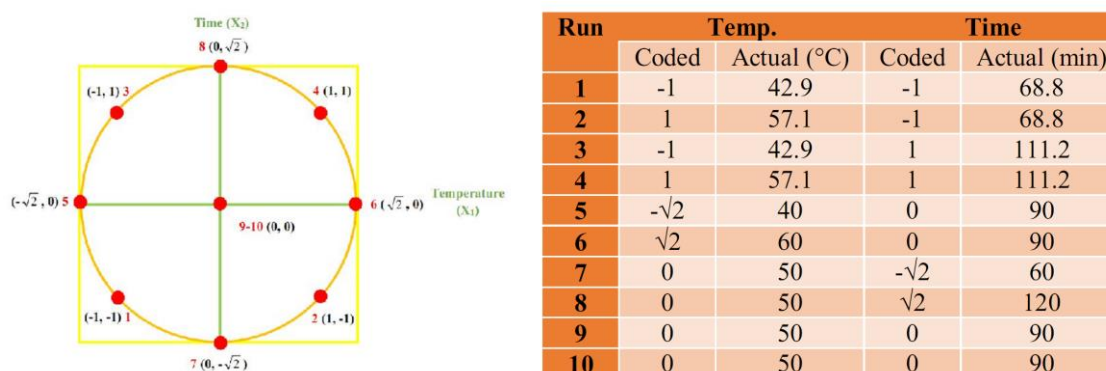 Time (X₂)
8 (0, √2)
(-1, 1) 3
4 (1, 1)
(-√2, 0) 5
6 (√2, 0)
Temperature
(X₁)
9-10 (0, 0)
(-1, -1) 1
2 (1, -1)
7 (0, -√2)
Run Temp. Time
Coded Actual (°C) Coded Actual (min)
1 -1 42.9 -1 68.8
2 1 57.1 -1 68.8
3 -1 42.9 1 111.2
4 1 57.1 1 111.2
5 -√2 40 0 90
6 √2 60 0 90
7 0 50 -√2 60
8 0 50 √2 120
9 0 50 0 90
10 0 50 0 90